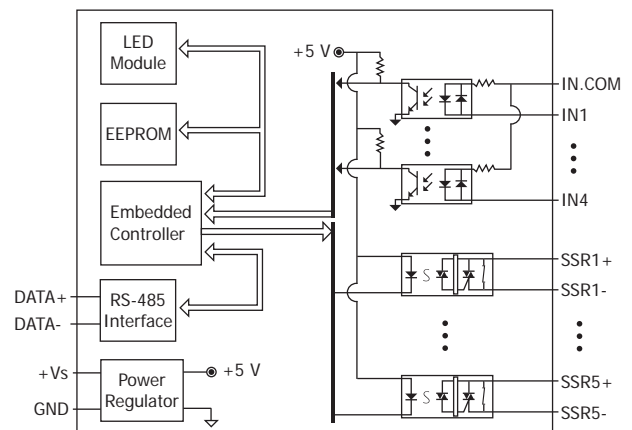 LED
Module
+5 V
IN.COM
IN1
EEPROM
IN4
Embedded
Controller
SSR1+
SSR1-
DATA+
DATA-
RS-485
Interface
+Vs
GND
Power
Regulator
+5 V
SSR5+
SSR5-